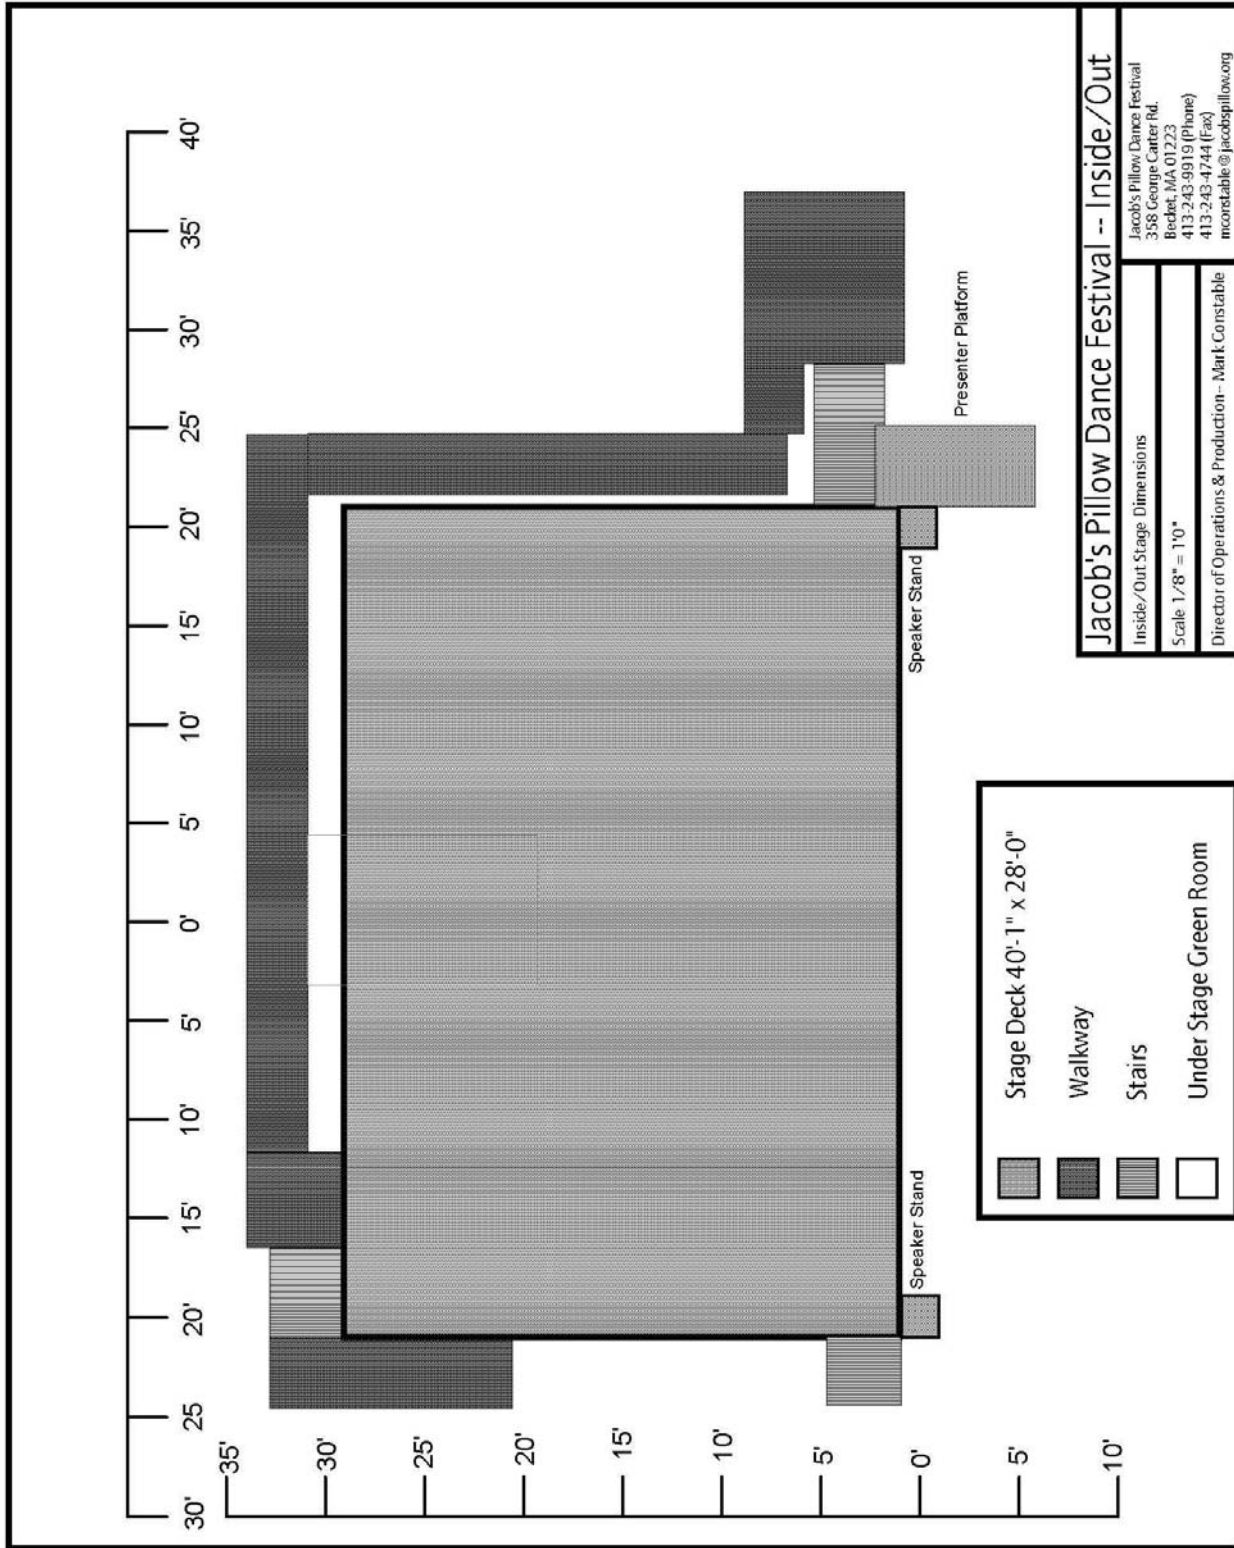 40'
35'
30'
25'
20'
15'
10'
5'
0'
5'
10'
15'
20'
25'
30'
35'
30'
25'
20'
15'
10'
5'
0'
5'
10'
Speaker Stand
Speaker Stand
Presenter Platform
Stage Deck 40'-1" x 28'-0"
Walkway
Stairs
Under Stage Green Room
Jacob's Pillow Dance Festival -- Inside/Out
Inside/Out Stage Dimensions
Scale 1/8" = 1'0"
Director of Operations & Production-- Mark Constable
Jacob's Pillow Dance Festival
358 George Carter Rd.
Becket, MA 01223
413-243-9919 (Phone)
413-243-4744 (Fax)
mconstable@jacobspillow.org